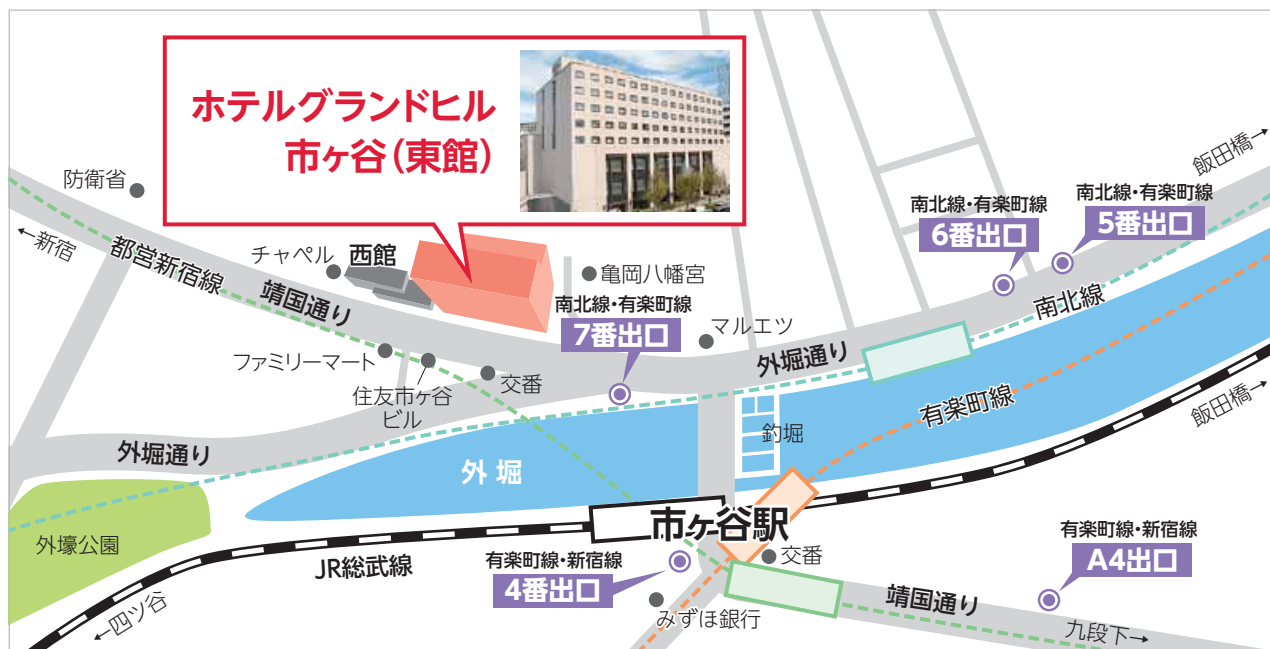 ホテルグランドヒル
市ヶ谷(東館)
防衛省
←新宿
都営新宿線
靖国通り
チャペル
西館
亀岡八幡宮
南北線・有楽町線
7番出口
マルエツ
外堀通り
南北線・有楽町線
6番出口
南北線・有楽町線
5番出口
飯田橋→
南北線
有楽町線
飯田橋→
ファミリーマート
住友市ヶ谷
ビル
交番
外堀通り
外堀
釣堀
外壕公園
市ヶ谷駅
JR総武線
←四ツ谷
有楽町線・新宿線
4番出口
交番
みずほ銀行
靖国通り
有楽町線・新宿線
A4出口
九段下→